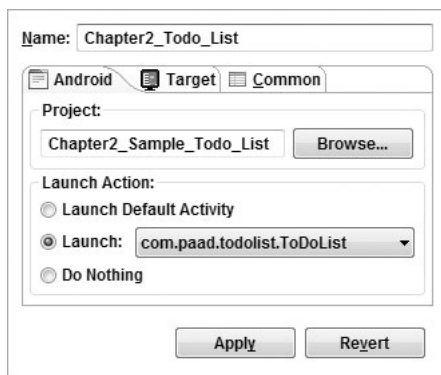 Name: Chapter2_Todo_List
Android Target Common
Project:
Chapter2_Sample_Todo_List Browse...
Launch Action:
Launch Default Activity
Launch: com.paad.todolist.ToDoList
Do Nothing
Apply Revert